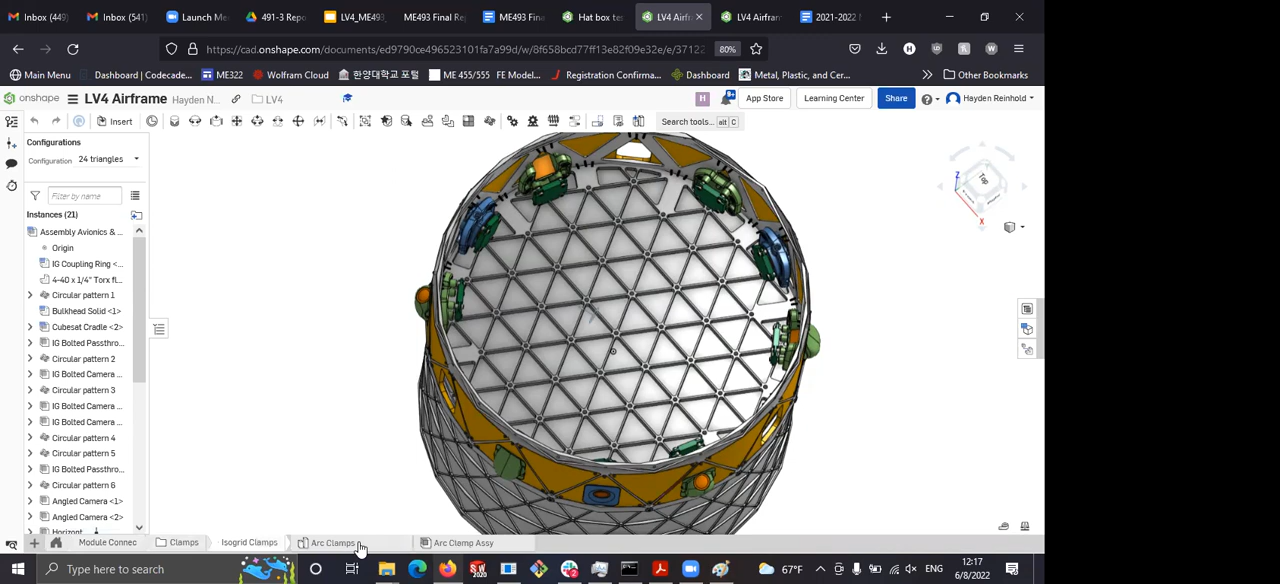 Inbox (449)
Inbox (541)
Launch Me
491-3 Repo
LV4_ME493_
ME493 Final Re
ME493 Fina
Hat box te
LV4 Airfr
LV4 Airfran
2021-2022
https://cad.onshape.com/documents/ed9790ce496523101fa7a99d/w/8f658bcd77ff13e82f09e32e/e/37122
80%
Main Menu
Dashboard | Codecade...
ME322
Wolfram Cloud
한양대학교 포털
ME 455/555
FE Model...
Registration Confirma...
Dashboard
Metal, Plastic, and Cer...
Other Bookmarks
onshape
LV4 Airframe
Hayden N...
LV4
App Store
Learning Center
Share
Hayden Reinhold
Insert
Search tools...
alt
C
Configurations
Configuration
24 triangles
Filter by name
Instances (21)
Assembly Avionics & ...
Origin
IG Coupling Ring <...
4-40 x 1/4" Torx fl...
Circular pattern 1
Bulkhead Solid <1>
Cubesat Cradle <2>
IG Bolted Passthro...
Circular pattern 2
IG Bolted Camera ...
Circular pattern 3
IG Bolted Camera ...
IG Bolted Camera ...
Circular pattern 4
Circular pattern 5
IG Bolted Passthro...
Circular pattern 6
Angled Camera <1>
Angled Camera <2>
Top
Z
X
Module Connec
Clamps
Isogrid Clamps
Arc Clamps
Arc Clamp Assy
Type here to search
67°F
ENG
12:17
6/8/2022